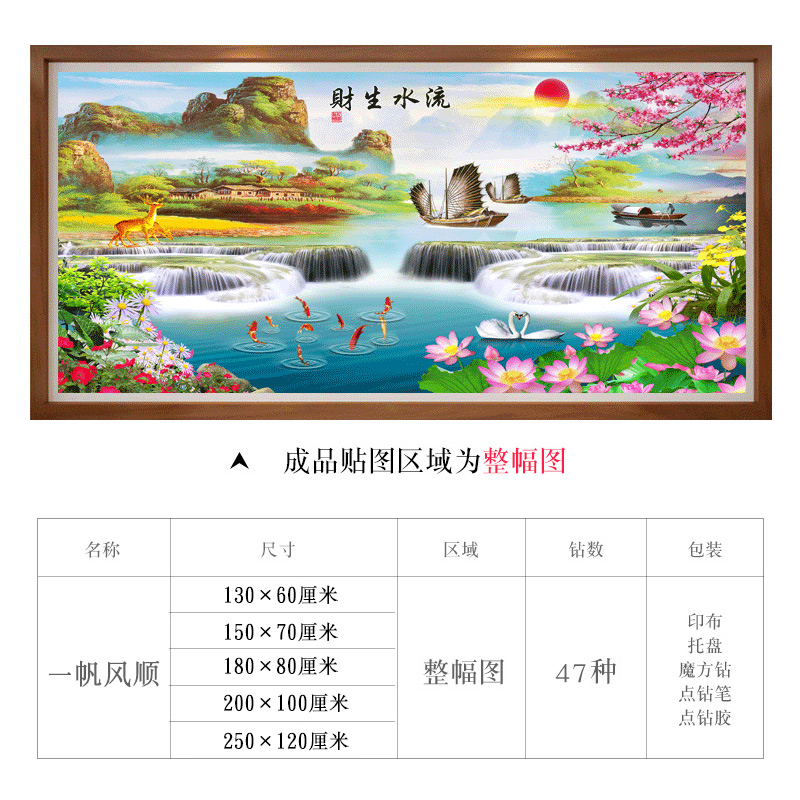 財生水流
成品贴图区域为整幅图
名称 尺寸 区域 钻数 包装
一帆风顺
130×60厘米
150×70厘米
180×80厘米
200×100厘米
250×120厘米
整幅图
47种
印布
托盘
魔方钻
点钻笔
点钻胶